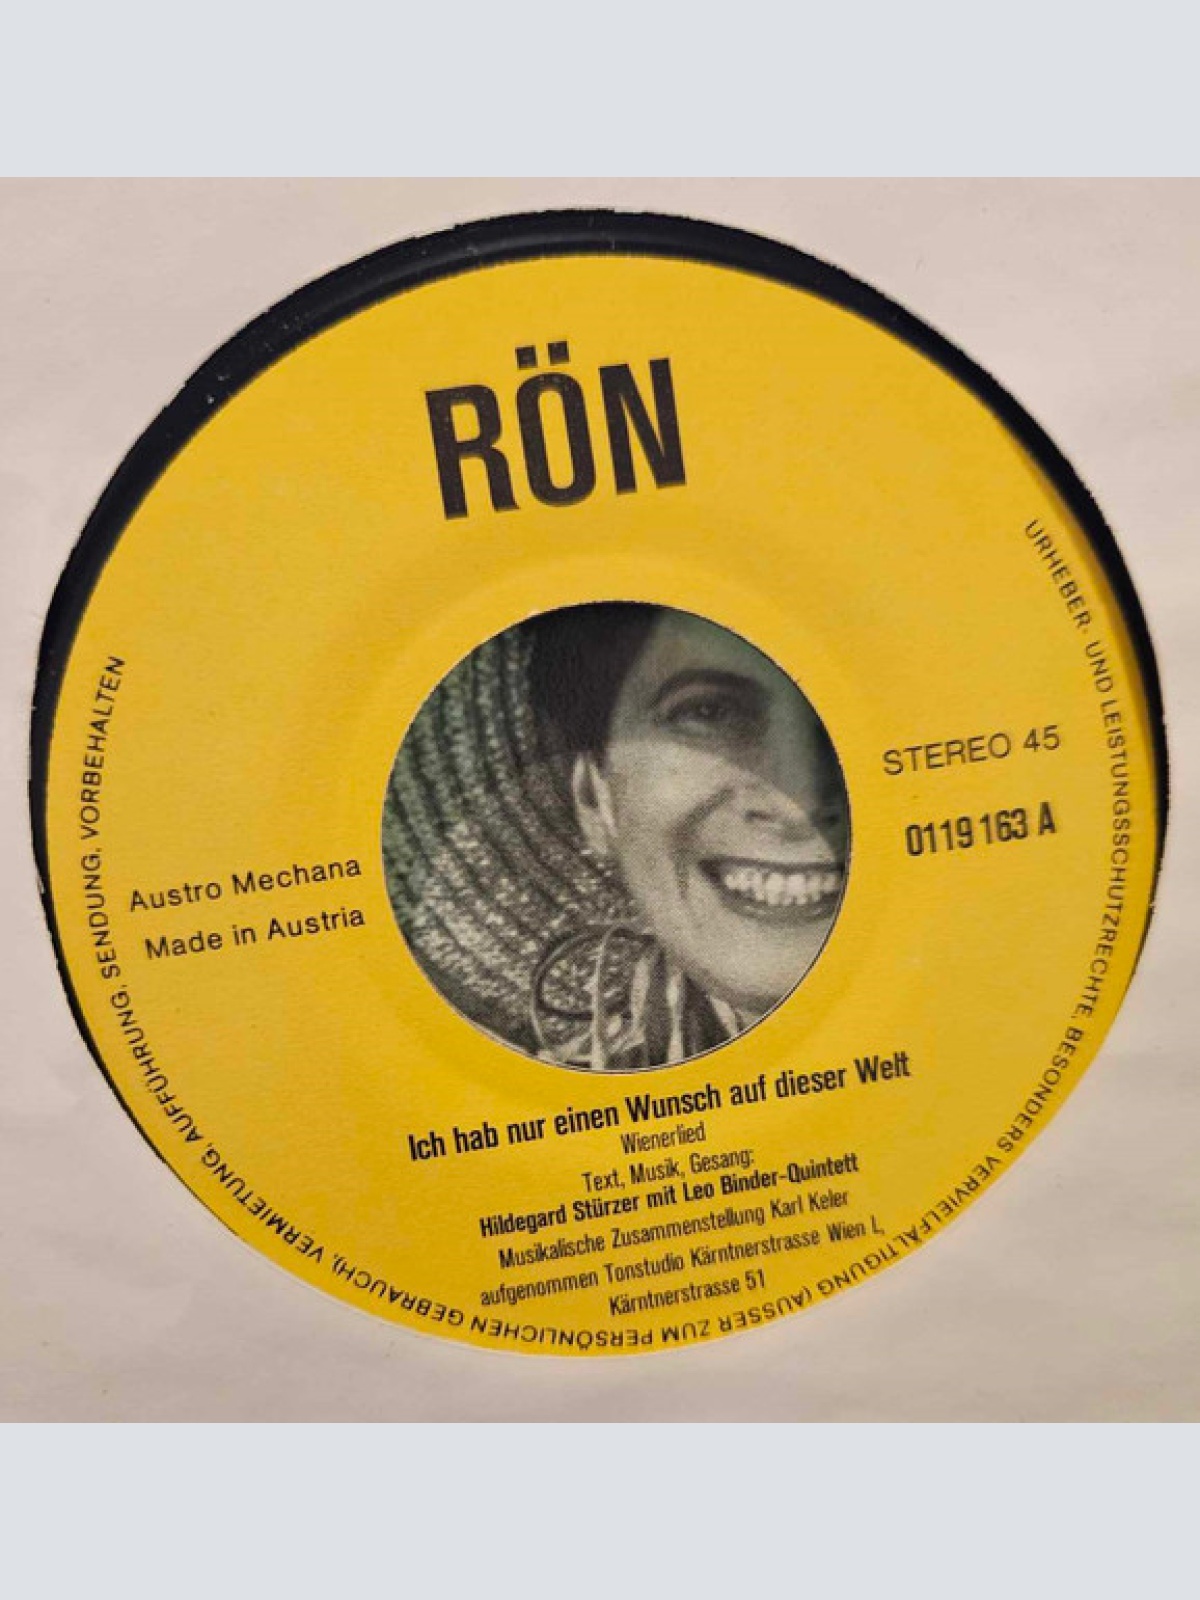 RÖN
STEREO 45
0119 163 A
Austro Mechana
Made in Austria
Ich hab nur einen Wunsch auf dieser Welt
Wienerlied
Text, Musik, Gesang:
Hildegard Stürzer mit Leo Binder-Quintett
Musikalische Zusammenstellung Karl Keler
aufgenommen Tonstudio Kärntnerstrasse Wien I,
Kärntnerstrasse 51
URHEBER- UND LEISTUNGSSCHUTZRECHTE, BESONDERS VERVIELFÄLTIGUNG (AUSSER ZUM PERSÖNLICHEN GEBRAUCH), VERMIETUNG, AUFFÜHRUNG, SENDUNG, VORBEHALTEN